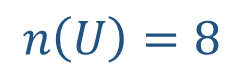 n(U) = 8